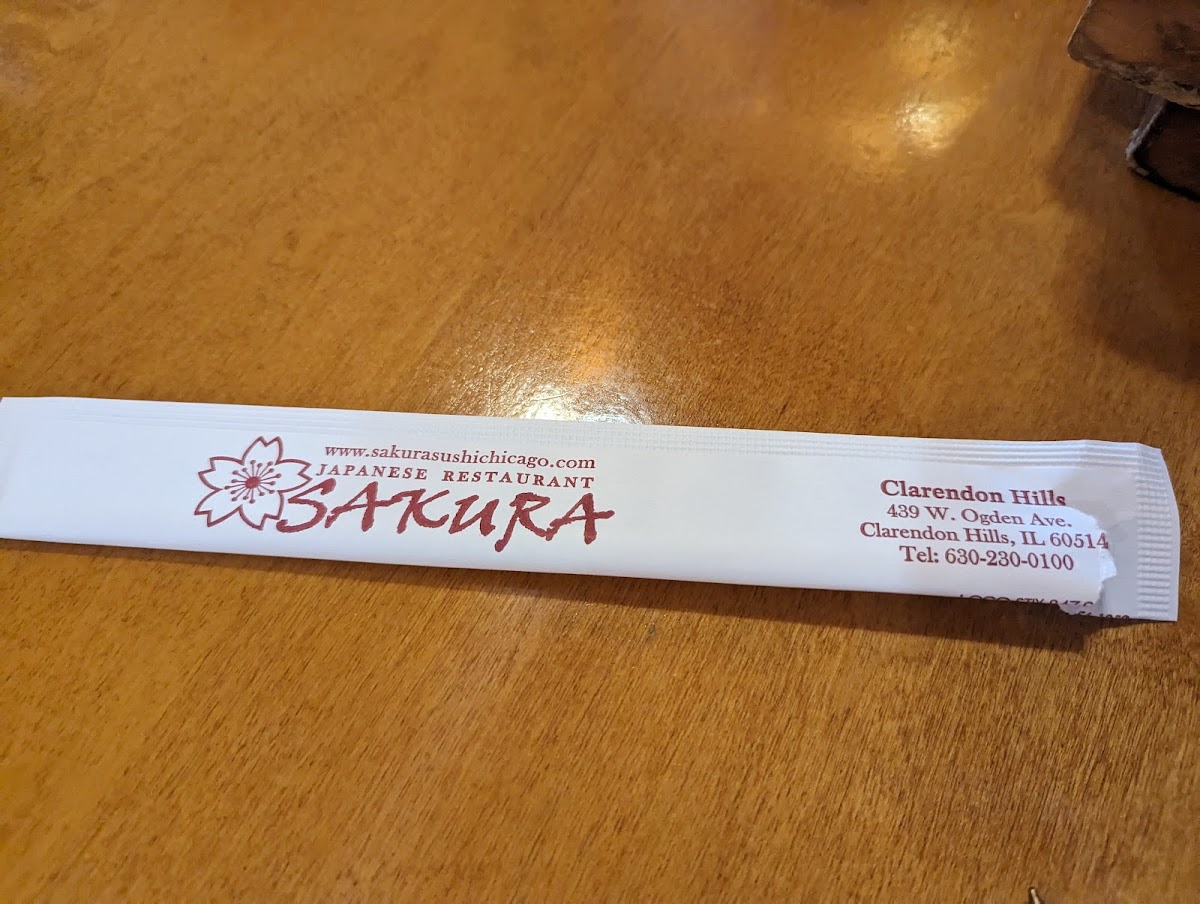 www.sakurasushichicago.com
JAPANESE RESTAURANT
SAKURA
Clarendon Hills
439 W. Ogden Ave.
Clarendon Hills, IL 60514
Tel: 630-230-0100